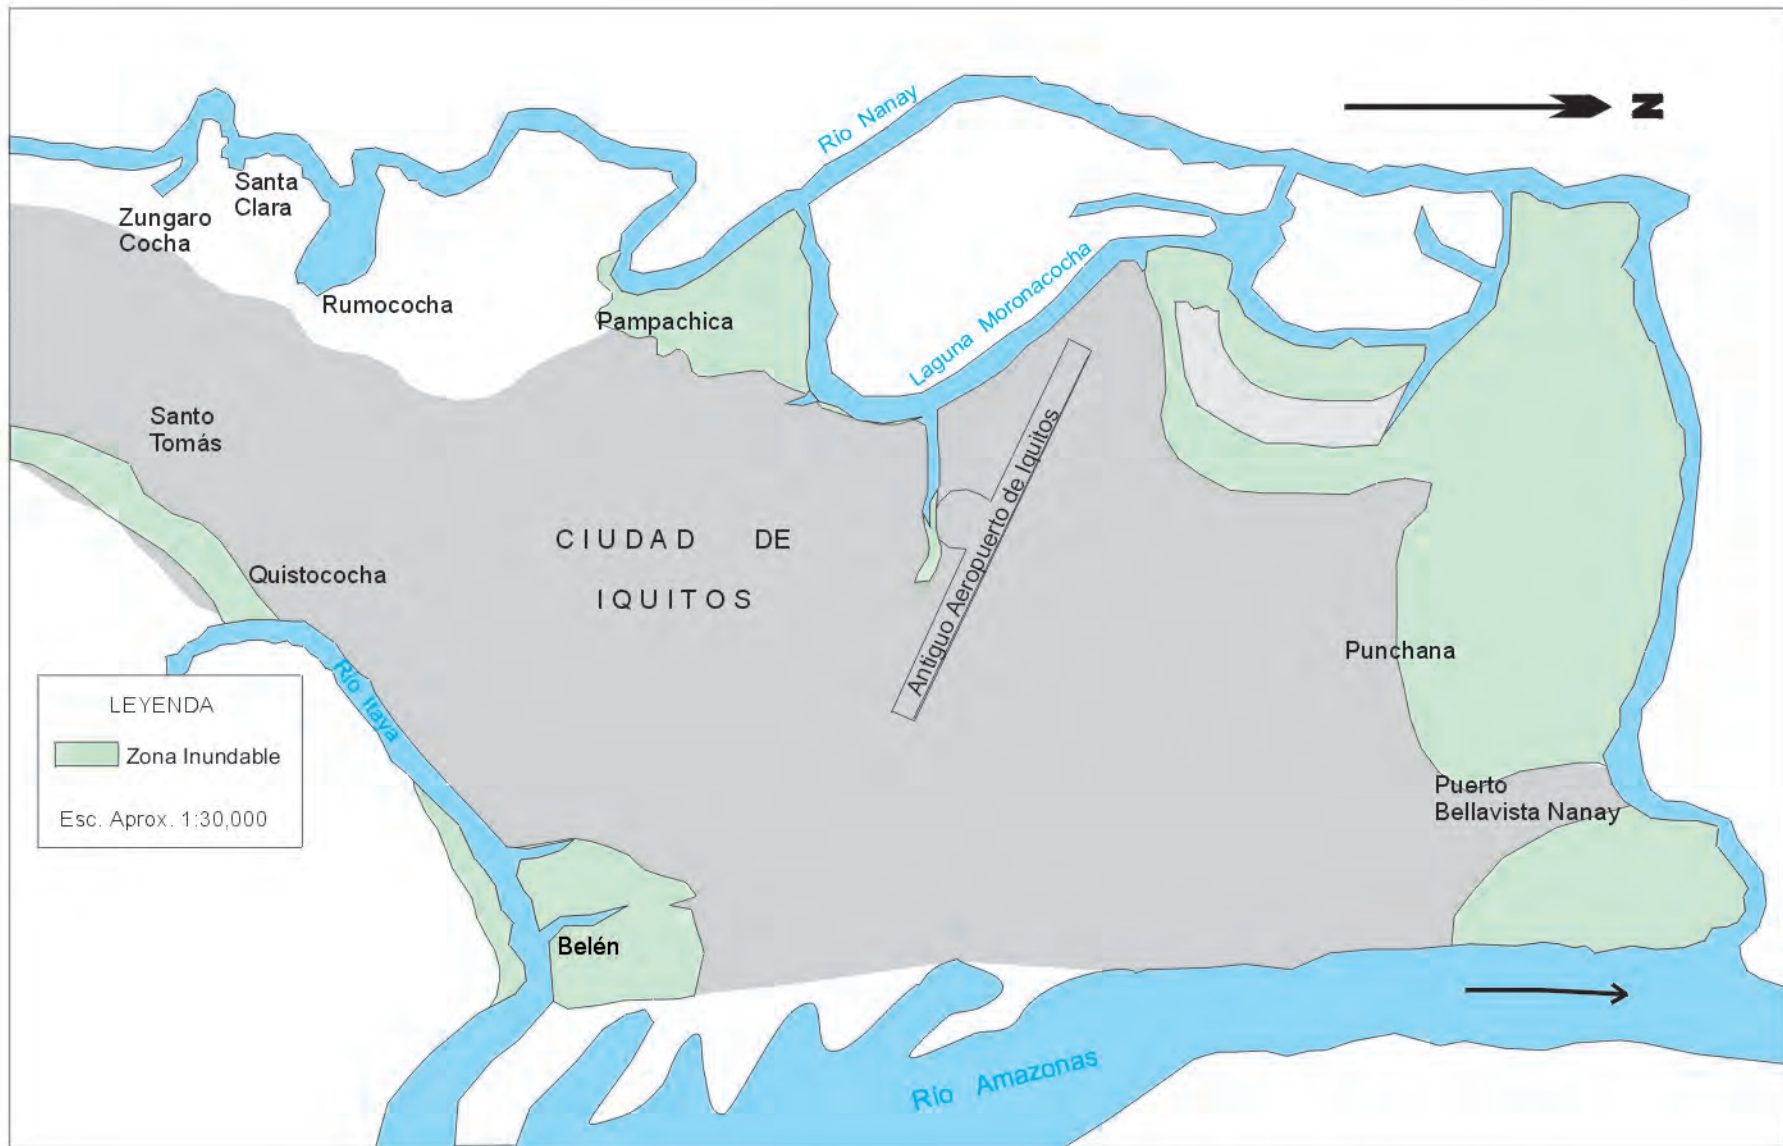 Río Nanay
N
Santa
Clara
Zungaro
Cocha
Rumococha
Pampachica
Laguna Moronacocha
Santo
Tomás
Antiguo Aeropuerto de Iquitos
CIUDAD DE
IQUITOS
Quistococha
Punchana
Río Itaya
LEYENDA
Zona Inundable
Esc. Aprox. 1:30,000
Puerto
Bellavista Nanay
Belén
Río Amazonas